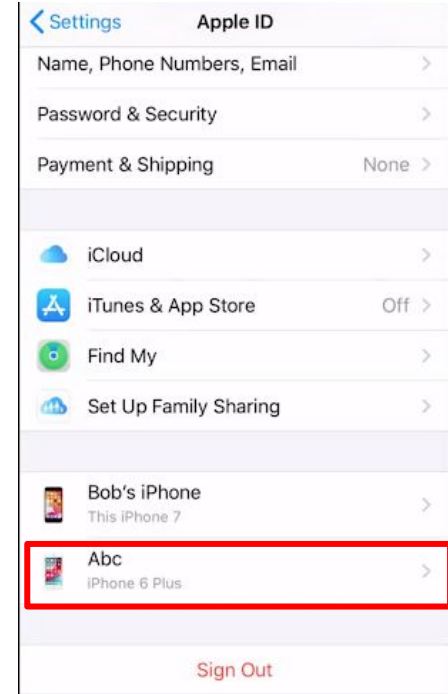 Settings Apple ID
Name, Phone Numbers, Email
Password & Security
Payment & Shipping None
iCloud
iTunes & App Store Off
Find My
Set Up Family Sharing
Bob's iPhone
This iPhone 7
Abc
iPhone 6 Plus
Sign Out